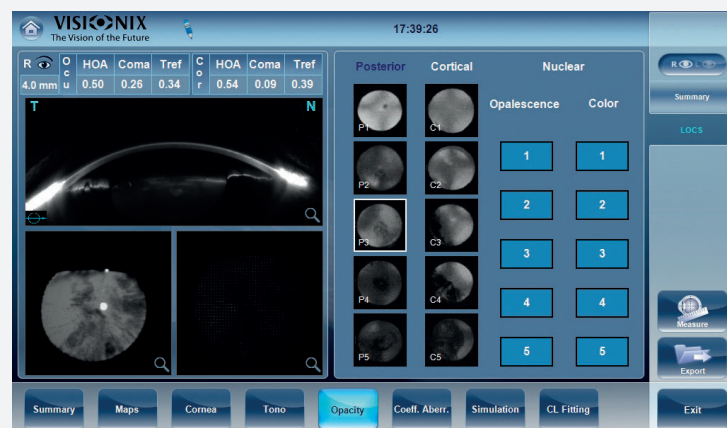 VISIONIX
The Vision of the Future
17:39:26
R O c u HOA Coma Tref C o r HOA Coma Tref
4.0 mm 0.50 0.26 0.34 0.54 0.09 0.39
T N
Posterior Cortical Nuclear
Opalescence Color
P1 C1 1 1
P2 C2 2 2
P3 C3 3 3
P4 C4 4 4
P5 C5 5 5
R
Summary
LOCS
Measure
Export
Summary Maps Cornea Tono Opacity Coeff. Aberr. Simulation CL Fitting Exit